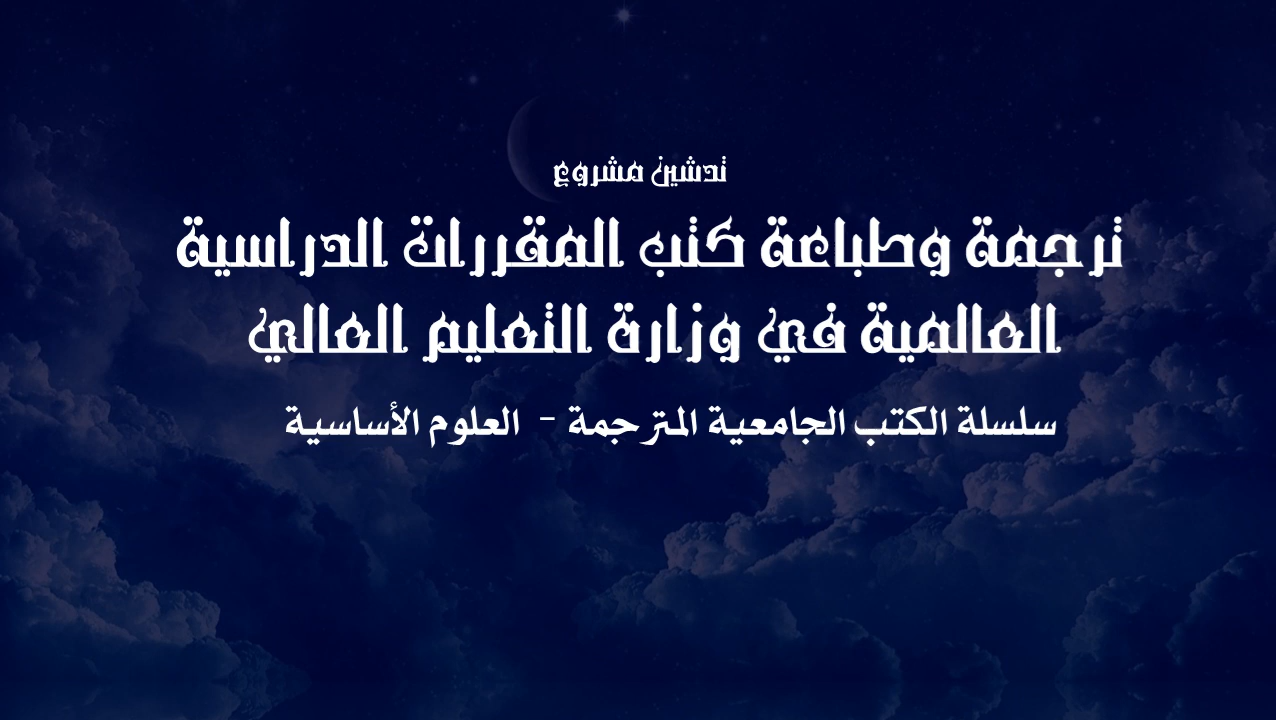 تدشين مشروع
ترجمة وطباعة كتب المقررات الدراسية
العالمية في وزارة التعليم العالي
سلسلة الكتب الجامعية المترجمة - العلوم الأساسية